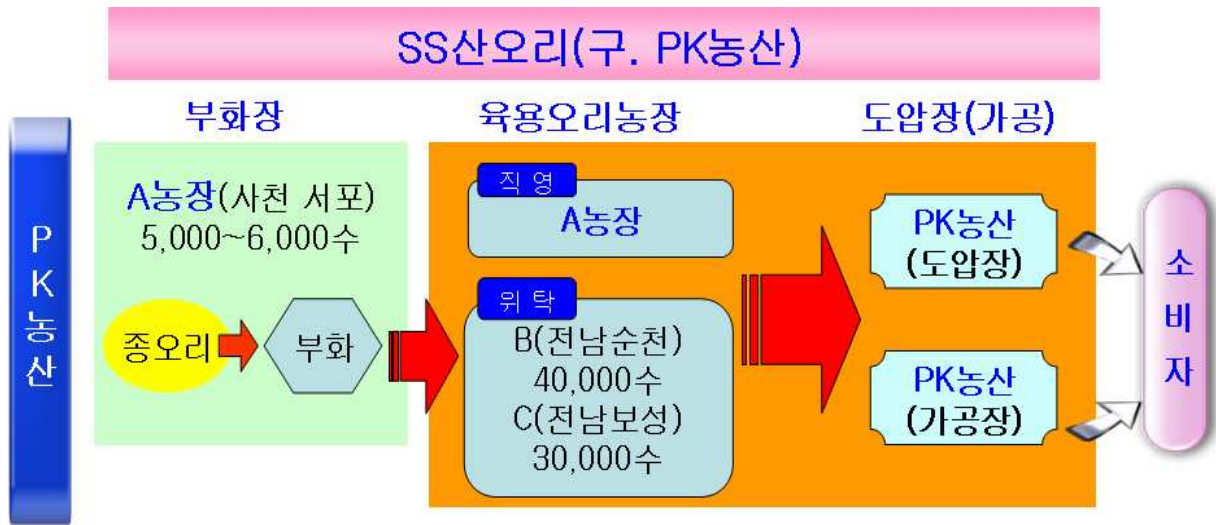 SS산오리(구. PK농산)
PK농산
부화장
육용오리농장
도압장(가공)
A농장(사천 서포)
5,000~6,000수
종오리
부화
직영
A농장
위탁
B(전남순천)
40,000수
C(전남보성)
30,000수
PK농산
(도압장)
PK농산
(가공장)
소비자